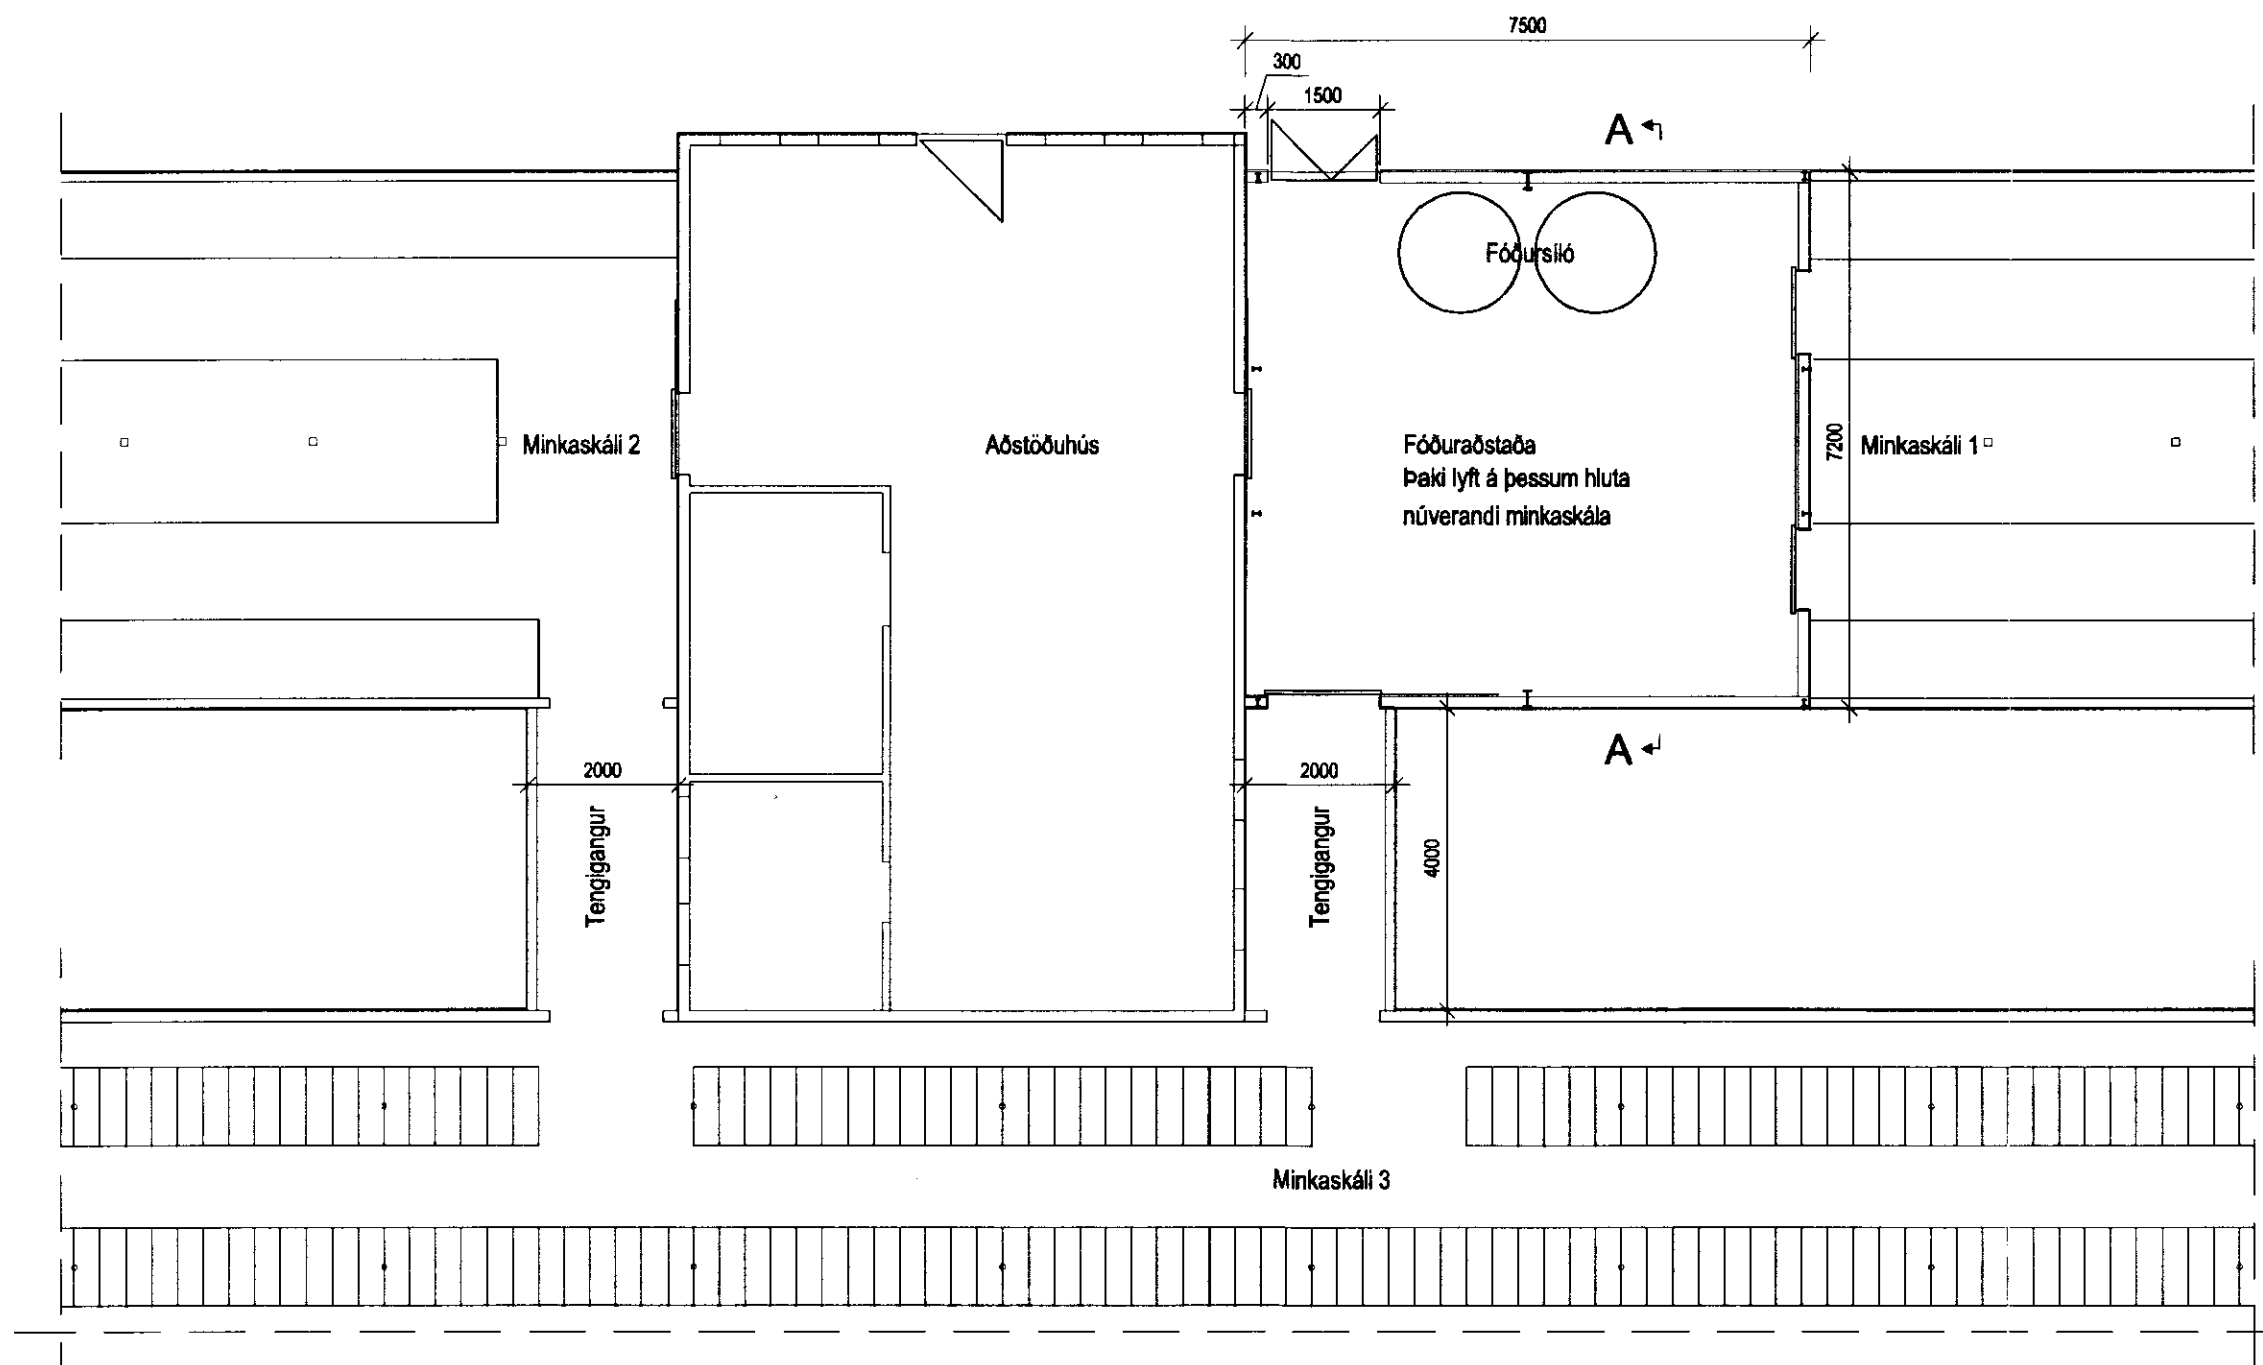 7500
300
1500
A
Fóðursíló
Minkaskáli 2
Aðstöðuhús
Fóðuraðstaða
Þaki lyft á þessum hluta
núverandi minkaskála
7200
Minkaskáli 1
A
2000
2000
Tengigangur
Tengigangur
4000
Minkaskáli 3